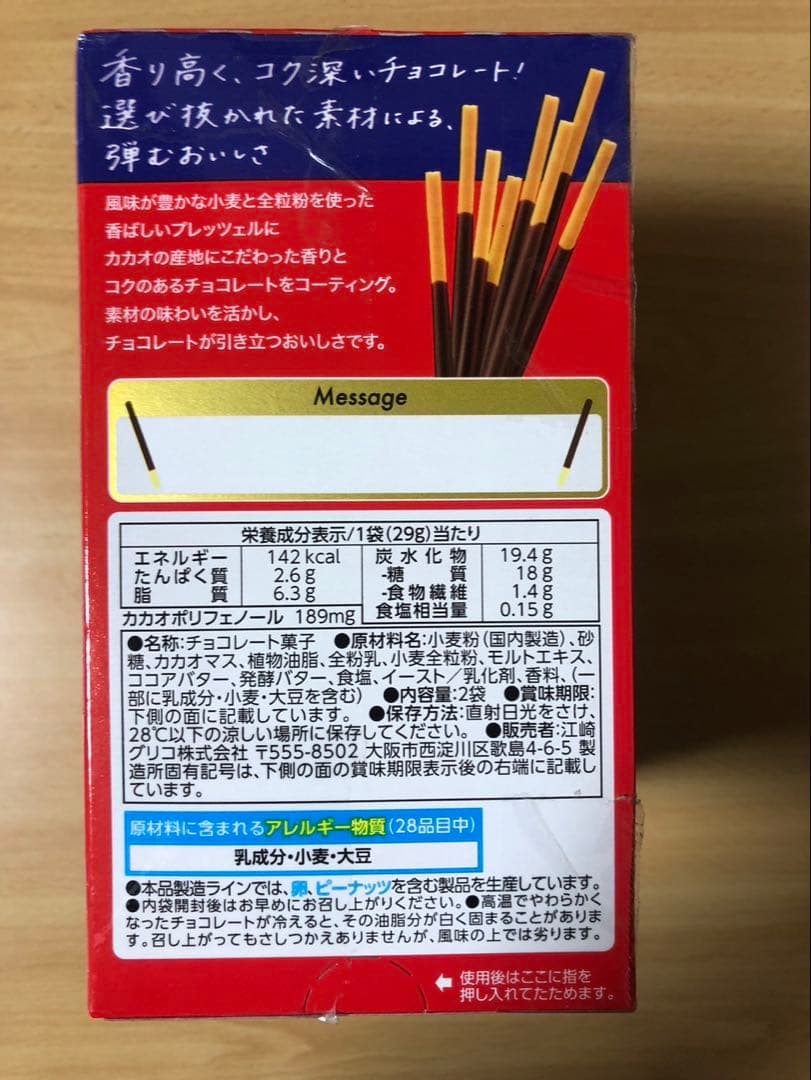 香り高く、コク深いチョコレート!
選び抜かれた素材による、
弾むおいしさ
風味が豊かな小麦と全粒粉を使った
香ばしいプレッツェルに
カカオの産地にこだわった香りと
コクのあるチョコレートをコーティング。
素材の味わいを活かし、
チョコレートが引き立つおいしさです。
Message
栄養成分表示/1袋(29g)当たり
エネルギー 142kcal 炭水化物 19.4g
たんぱく質 2.6g -糖質 18g
脂質 6.3g -食物繊維 1.4g
カカオポリフェノール 189mg 食塩相当量 0.15g
●名称:チョコレート菓子 ●原材料名:小麦粉(国内製造)、砂
糖、カカオマス、植物油脂、全粉乳、小麦全粒粉、モルトエキス、
ココアバター、発酵バター、食塩、イースト/乳化剤、香料、(一
部に乳成分・小麦・大豆を含む) ●内容量:2袋 ●賞味期限:
下側の面に記載しています。 ●保存方法:直射日光をさけ、
28℃以下の涼しい場所に保存してください。 ●販売者:江崎
グリコ株式会社 〒555-8502 大阪市西淀川区歌島4-6-5 製
造所固有記号は、下側の面の賞味期限表示後の右端に記載し
ています。
原材料に含まれるアレルギー物質(28品目中)
乳成分・小麦・大豆
●本品製造ラインでは、卵、ピーナッツを含む製品を生産しています。
●内袋開封後はお早めにお召し上がりください。●高温でやわらかく
なったチョコレートが冷えると、その油脂分が白く固まることがありま
す。召し上がってもさしつかえありませんが、風味の上では劣ります。
使用後はここに指を
押し入れてたためます。